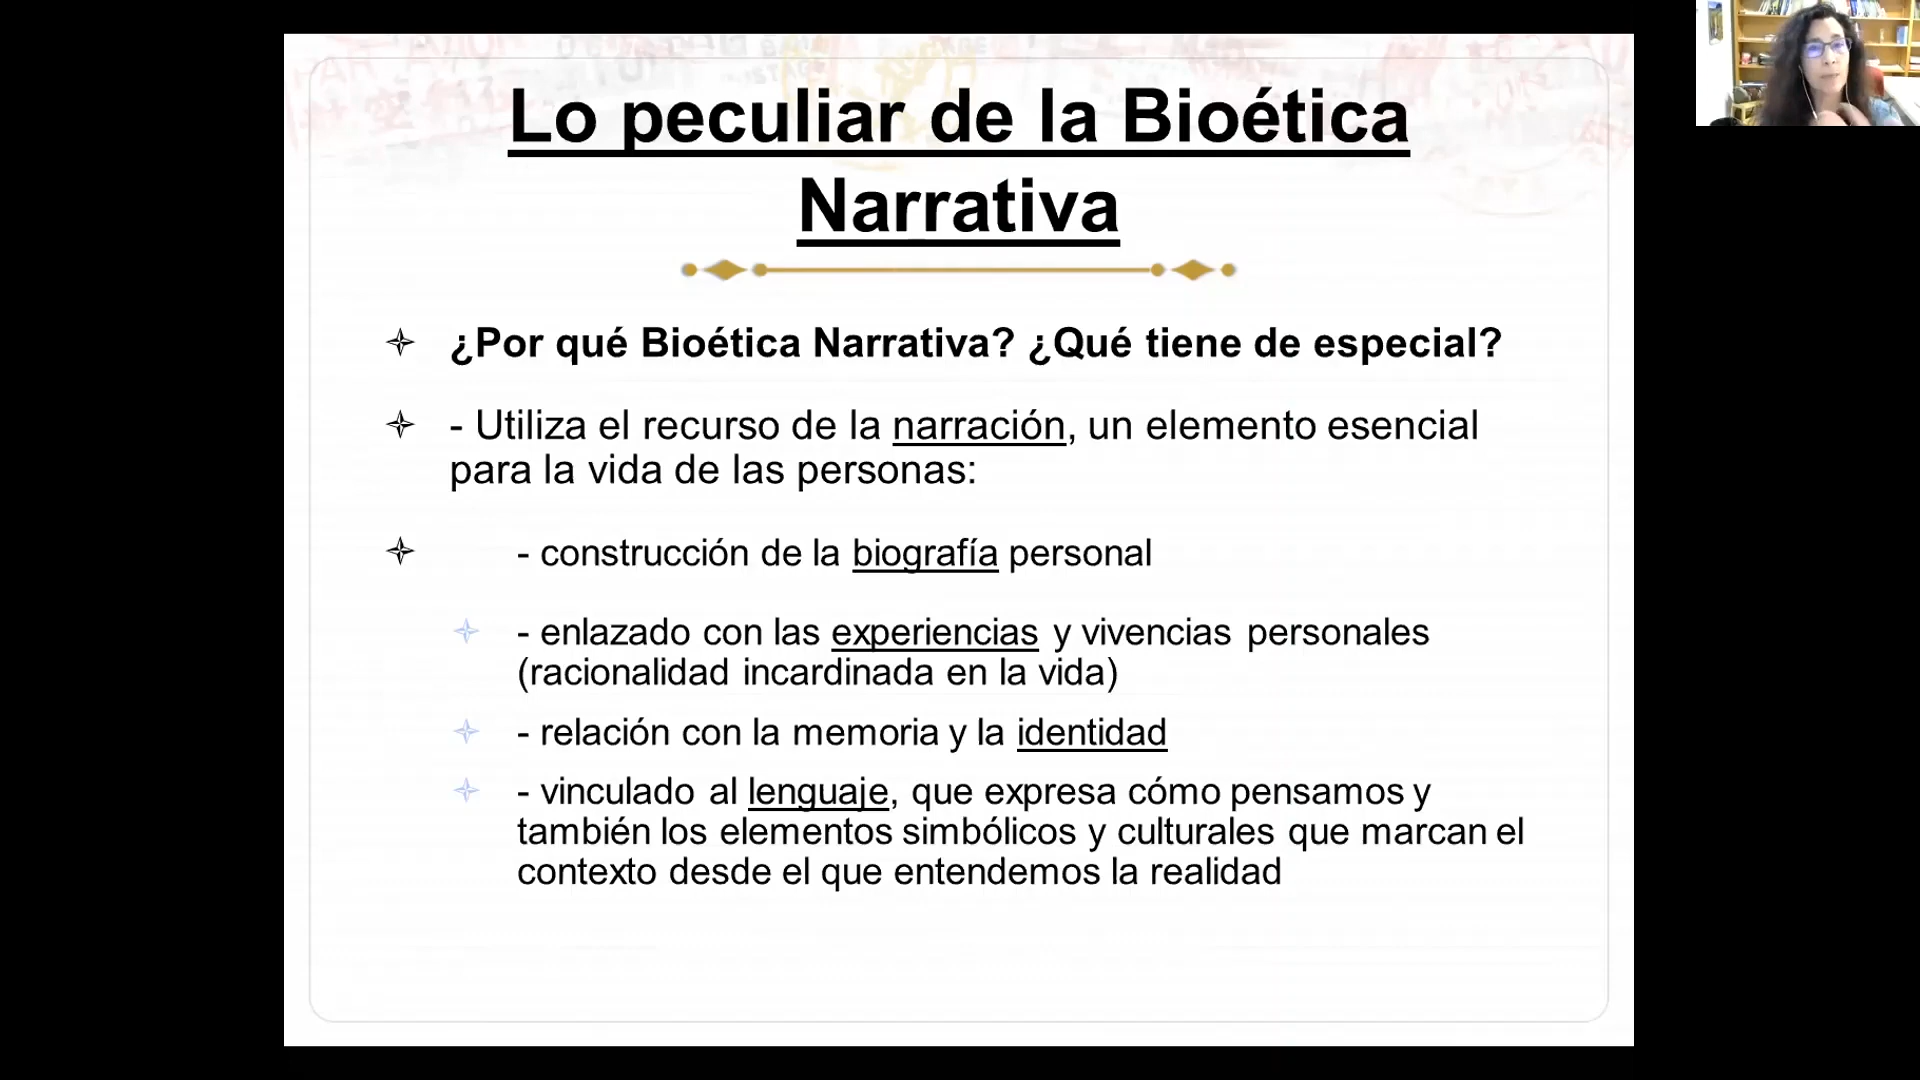 Lo peculiar de la Bioética
Narrativa
¿Por qué Bioética Narrativa? ¿Qué tiene de especial?
- Utiliza el recurso de la narración, un elemento esencial
para la vida de las personas:
- construcción de la biografía personal
- enlazado con las experiencias y vivencias personales
(racionalidad incardinada en la vida)
- relación con la memoria y la identidad
- vinculado al lenguaje, que expresa cómo pensamos y
también los elementos simbólicos y culturales que marcan el
contexto desde el que entendemos la realidad